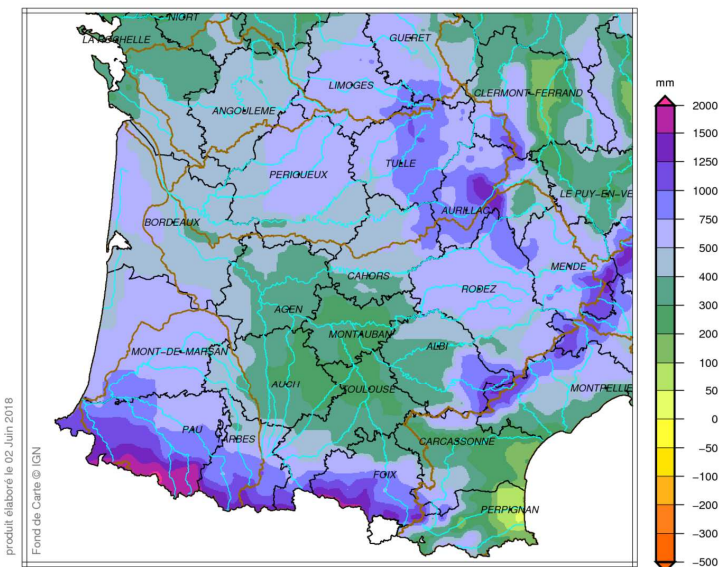 NIORT
LA ROCHELLE
GUERET
LIMOGES
CLERMONT-FERRAND
ANGOULEME
TULLE
PERIGUEUX
LE PUY-EN-VE
AURILLAC
BORDEAUX
CAHORS
MENDE
RODEZ
AGEN
MONTAUBAN
ALBI
MONT-DE-MARSAN
AUCH
TOULOUSE
MONTPELLIE
PAU
TARBES
CARCASSONNE
FOIX
PERPIGNAN
mm
2000
1500
1250
1000
750
500
400
300
200
100
50
0
-50
-100
-200
-300
-500
produit élaboré le 02 Juin 2018
Fond de Carte © IGN